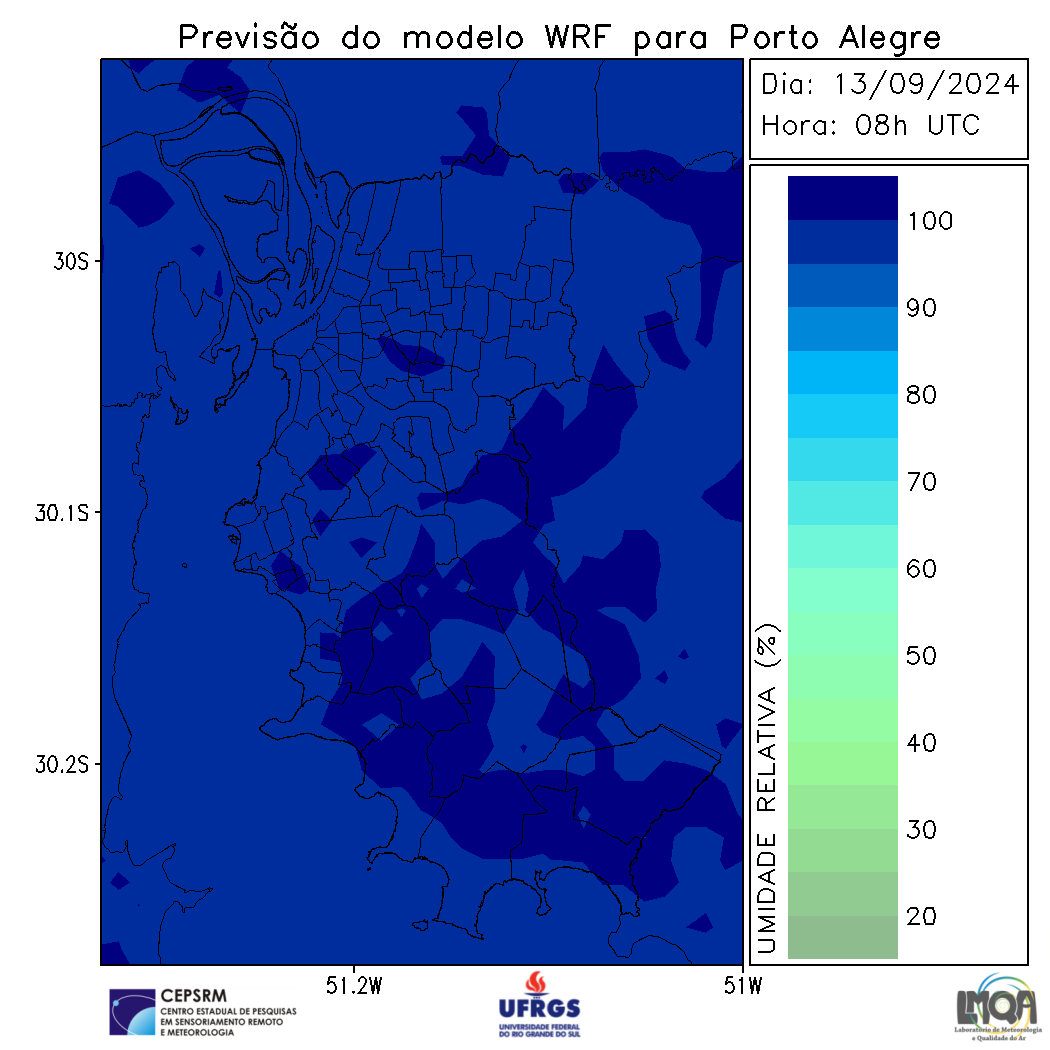 Previsão do modelo WRF para Porto Alegre
Dia: 13/09/2024
Hora: 08h UTC
30S
30.1S
30.2S
51.2W
51W
100
90
80
70
60
50
40
30
20
UMIDADE RELATIVA (%)
CEPSRM
CENTRO ESTADUAL DE PESQUISAS
EM SENSORIAMENTO REMOTO
E METEOROLOGIA
UFRGS
UNIVERSIDADE FEDERAL
DO RIO GRANDE DO SUL
LMQA
Laboratório de Meteorologia
e Qualidade do Ar